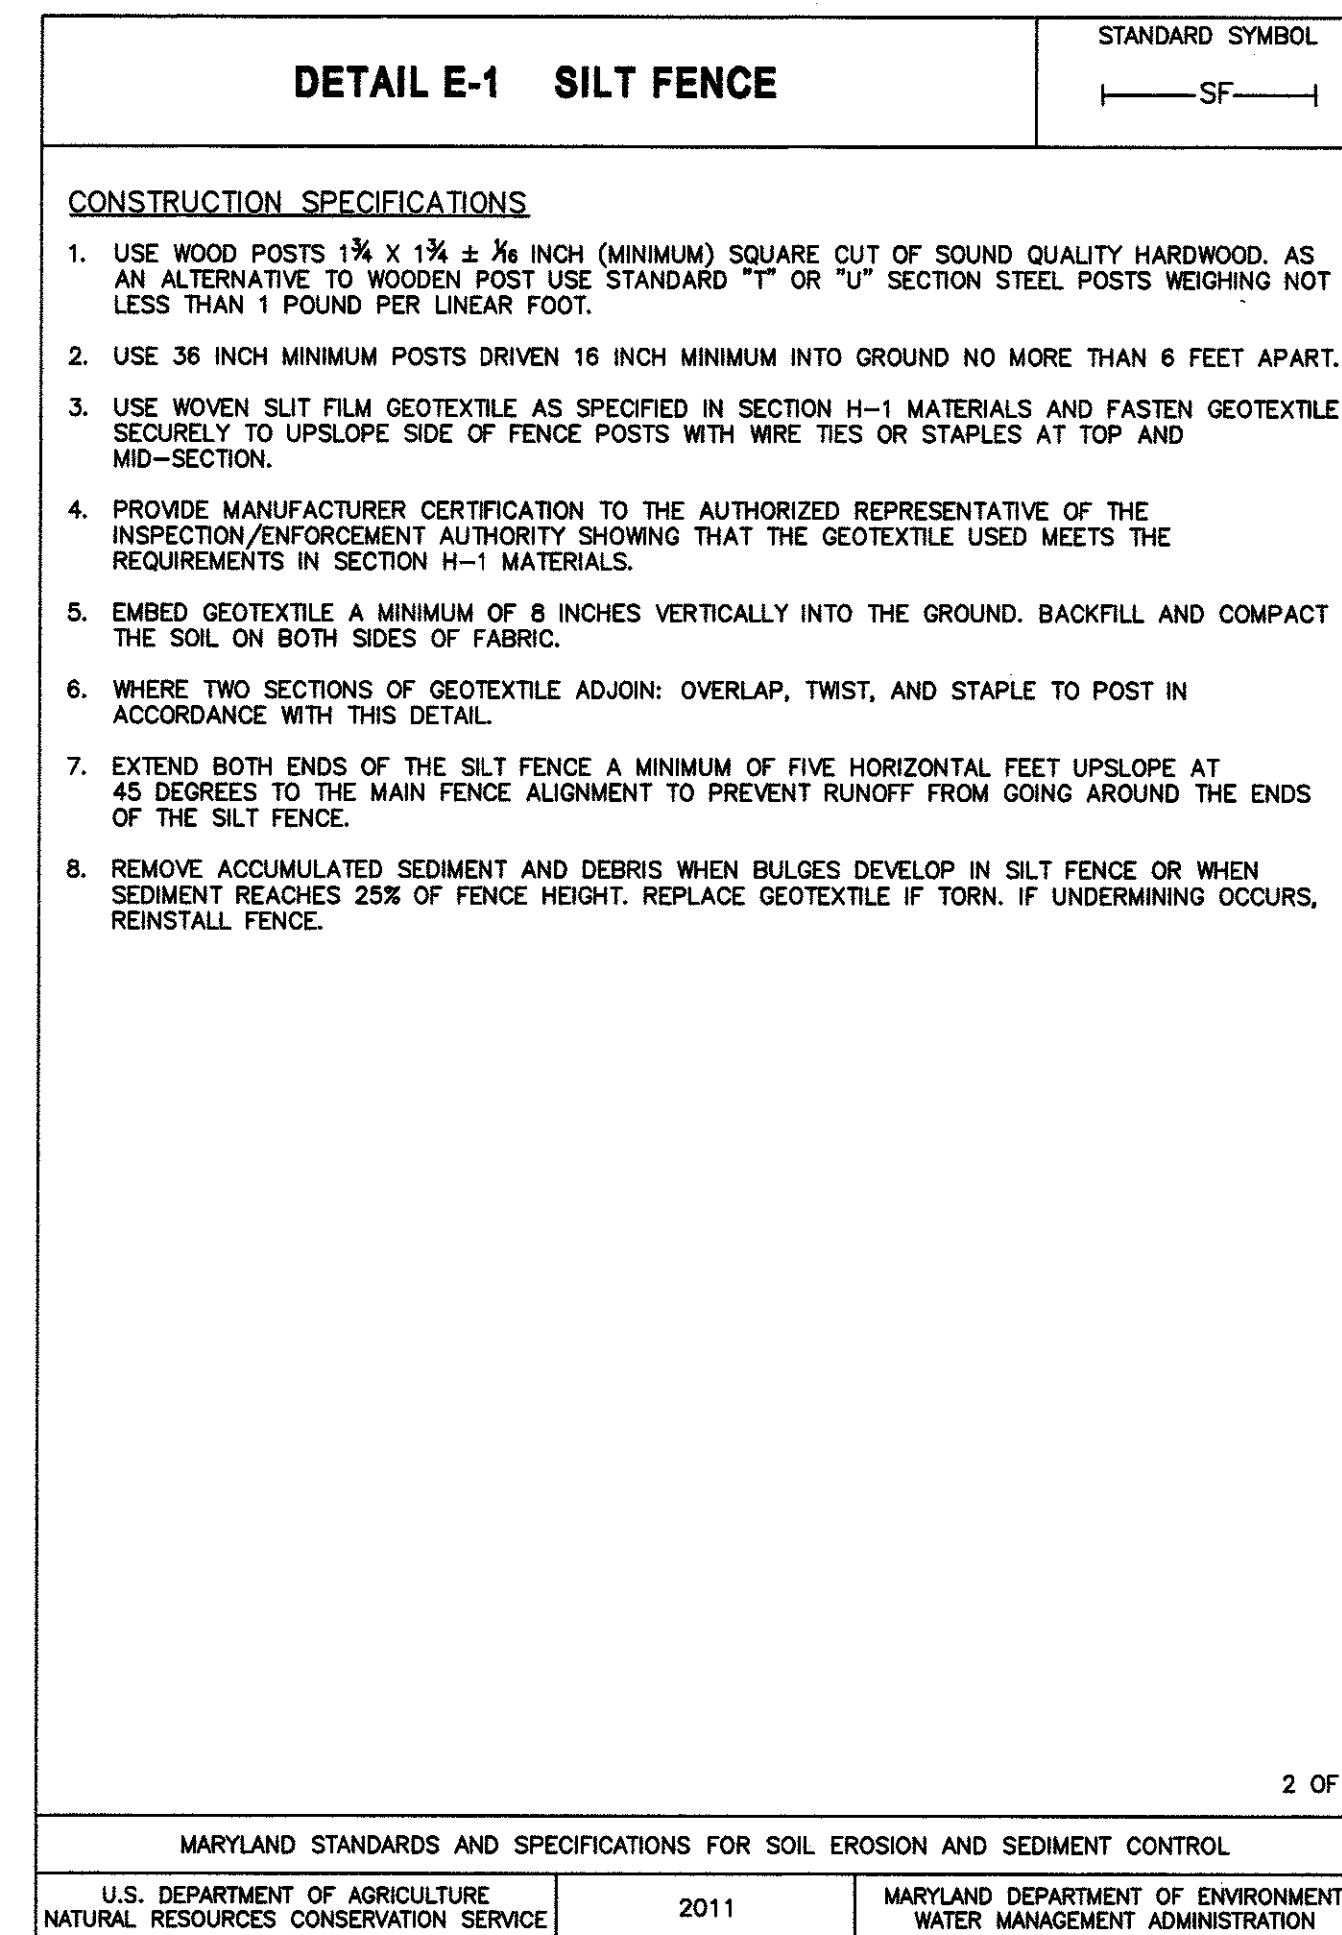 DETAIL E-1 SILT FENCE
STANDARD SYMBOL
SF
CONSTRUCTION SPECIFICATIONS
1. USE WOOD POSTS 1¾ X 1¾ ± 1⁄16 INCH (MINIMUM) SQUARE CUT OF SOUND QUALITY HARDWOOD. AS
AN ALTERNATIVE TO WOODEN POST USE STANDARD "T" OR "U" SECTION STEEL POSTS WEIGHING NOT
LESS THAN 1 POUND PER LINEAR FOOT.
2. USE 36 INCH MINIMUM POSTS DRIVEN 16 INCH MINIMUM INTO GROUND NO MORE THAN 6 FEET APART.
3. USE WOVEN SLIT FILM GEOTEXTILE AS SPECIFIED IN SECTION H-1 MATERIALS AND FASTEN GEOTEXTILE
SECURELY TO UPSLOPE SIDE OF FENCE POSTS WITH WIRE TIES OR STAPLES AT TOP AND
MID-SECTION.
4. PROVIDE MANUFACTURER CERTIFICATION TO THE AUTHORIZED REPRESENTATIVE OF THE
INSPECTION/ENFORCEMENT AUTHORITY SHOWING THAT THE GEOTEXTILE USED MEETS THE
REQUIREMENTS IN SECTION H-1 MATERIALS.
5. EMBED GEOTEXTILE A MINIMUM OF 8 INCHES VERTICALLY INTO THE GROUND. BACKFILL AND COMPACT
THE SOIL ON BOTH SIDES OF FABRIC.
6. WHERE TWO SECTIONS OF GEOTEXTILE ADJOIN: OVERLAP, TWIST, AND STAPLE TO POST IN
ACCORDANCE WITH THIS DETAIL.
7. EXTEND BOTH ENDS OF THE SILT FENCE A MINIMUM OF FIVE HORIZONTAL FEET UPSLOPE AT
45 DEGREES TO THE MAIN FENCE ALIGNMENT TO PREVENT RUNOFF FROM GOING AROUND THE ENDS
OF THE SILT FENCE.
8. REMOVE ACCUMULATED SEDIMENT AND DEBRIS WHEN BULGES DEVELOP IN SILT FENCE OR WHEN
SEDIMENT REACHES 25% OF FENCE HEIGHT. REPLACE GEOTEXTILE IF TORN. IF UNDERMINING OCCURS,
REINSTALL FENCE.
2 OF
MARYLAND STANDARDS AND SPECIFICATIONS FOR SOIL EROSION AND SEDIMENT CONTROL
U.S. DEPARTMENT OF AGRICULTURE
NATURAL RESOURCES CONSERVATION SERVICE
2011
MARYLAND DEPARTMENT OF ENVIRONMENT
WATER MANAGEMENT ADMINISTRATION